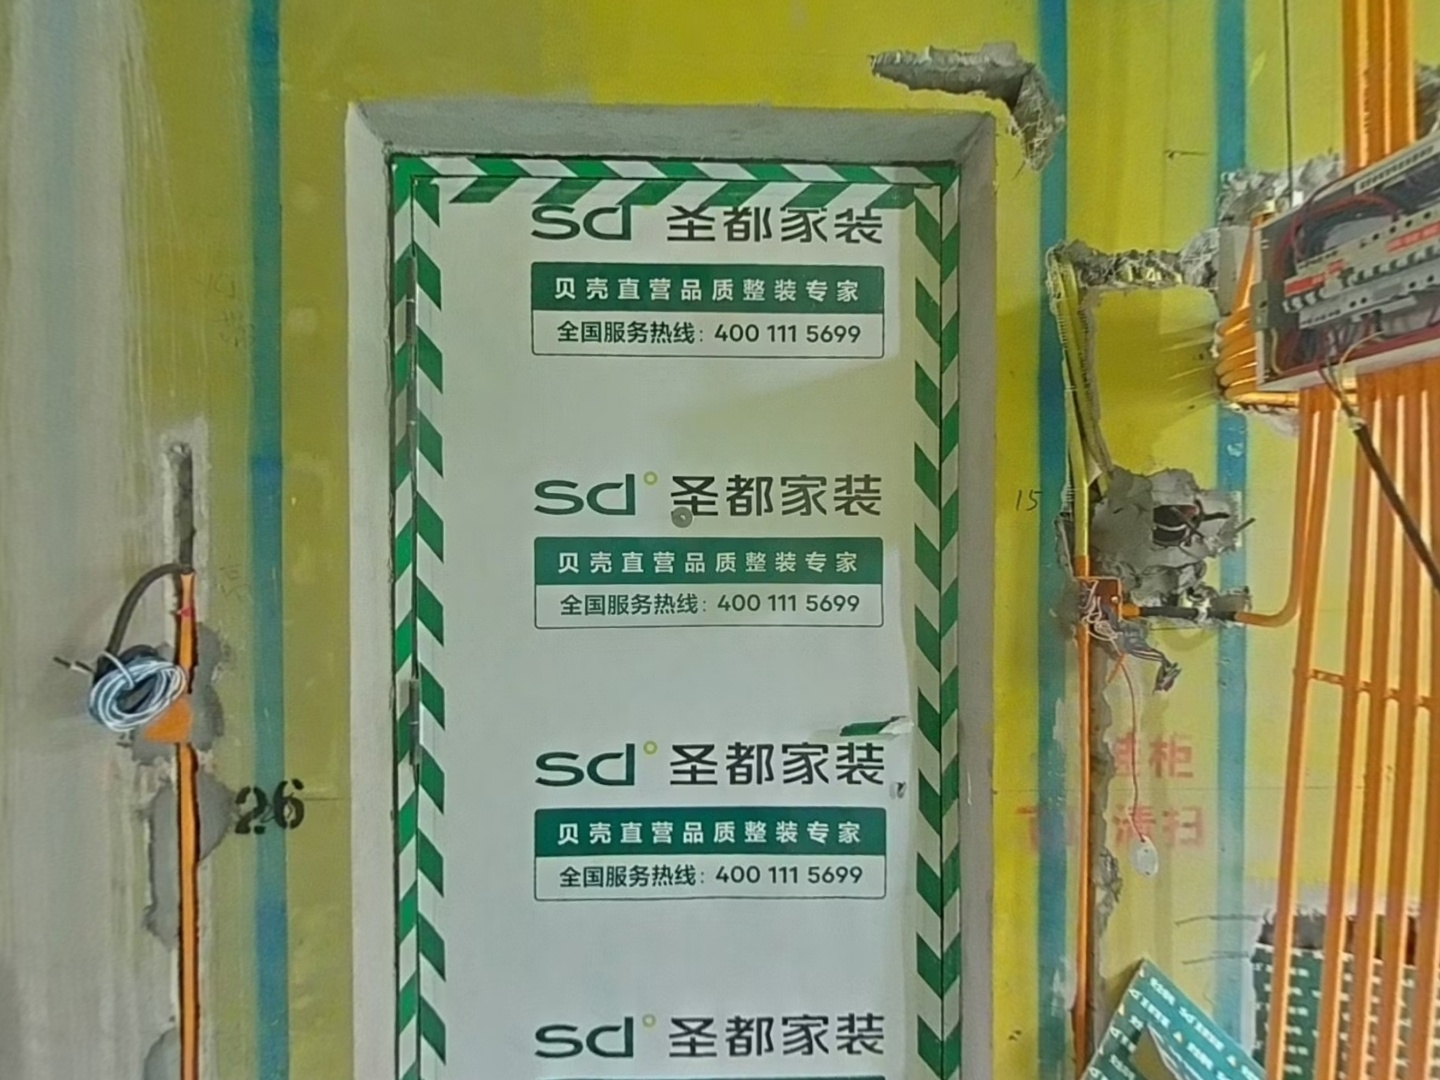 sd 圣都家装
贝壳直营品质整装专家
全国服务热线: 400 111 5699
sd° 圣都家装
15
贝壳直营品质整装专家
全国服务热线: 400 111 5699
sd° 圣都家装
柜
26
贝壳直营品质整装专家
清扫
全国服务热线: 400 111 5699
sd° 圣都家装